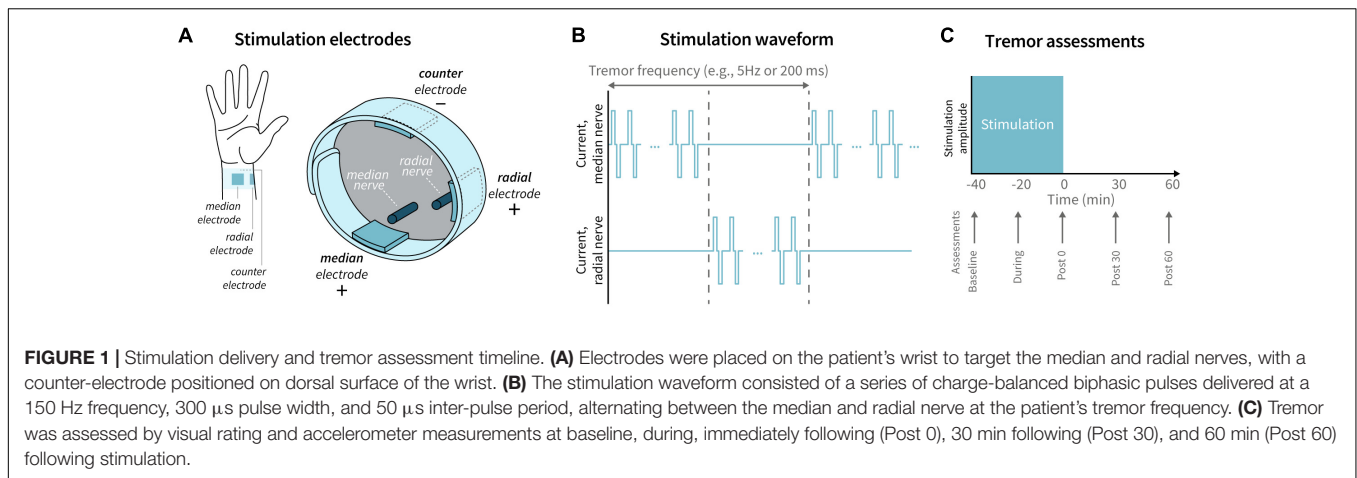 A
Stimulation electrodes
median
electrode
radial
electrode
counter
electrode
counter
electrode
−
radial
nerve
median
nerve
radial
electrode
+
median
electrode
+
B
Stimulation waveform
Tremor frequency (e.g., 5Hz or 200 ms)
Current,
median nerve
...
...
...
Current,
radial nerve
...
C
Tremor assessments
Stimulation
amplitude
Stimulation
-40
-20
0
30
60
Time (min)
Assessments
Baseline
During
Post 0
Post 30
Post 60
FIGURE 1 | Stimulation delivery and tremor assessment timeline. (A) Electrodes were placed on the patient's wrist to target the median and radial nerves, with a
counter-electrode positioned on dorsal surface of the wrist. (B) The stimulation waveform consisted of a series of charge-balanced biphasic pulses delivered at a
150 Hz frequency, 300 μs pulse width, and 50 μs inter-pulse period, alternating between the median and radial nerve at the patient's tremor frequency. (C) Tremor
was assessed by visual rating and accelerometer measurements at baseline, during, immediately following (Post 0), 30 min following (Post 30), and 60 min (Post 60)
following stimulation.